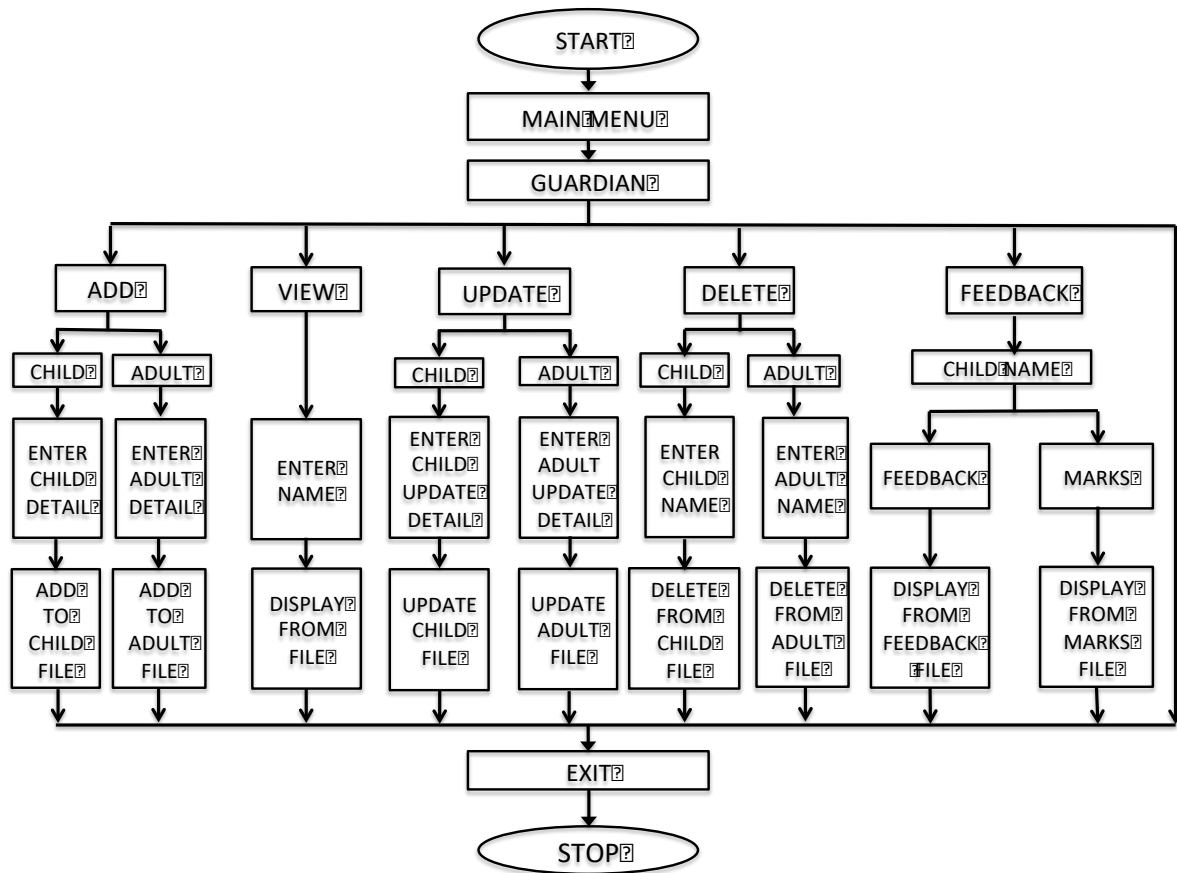 START
MAIN MENU
GUARDIAN
ADD
VIEW
UPDATE
DELETE
FEEDBACK
CHILD
ADULT
CHILD
ADULT
CHILD
ADULT
CHILD NAME
ENTER
CHILD
DETAIL
ENTER
ADULT
DETAIL
ENTER
NAME
ENTER
CHILD
UPDATE
DETAIL
ENTER
ADULT
UPDATE
DETAIL
ENTER
CHILD
NAME
ENTER
ADULT
NAME
FEEDBACK
MARKS
ADD
TO
CHILD
FILE
ADD
TO
ADULT
FILE
DISPLAY
FROM
FILE
UPDATE
CHILD
FILE
UPDATE
ADULT
FILE
DELETE
FROM
CHILD
FILE
DELETE
FROM
ADULT
FILE
DISPLAY
FROM
FEEDBACK
FILE
DISPLAY
FROM
MARKS
FILE
EXIT
STOP